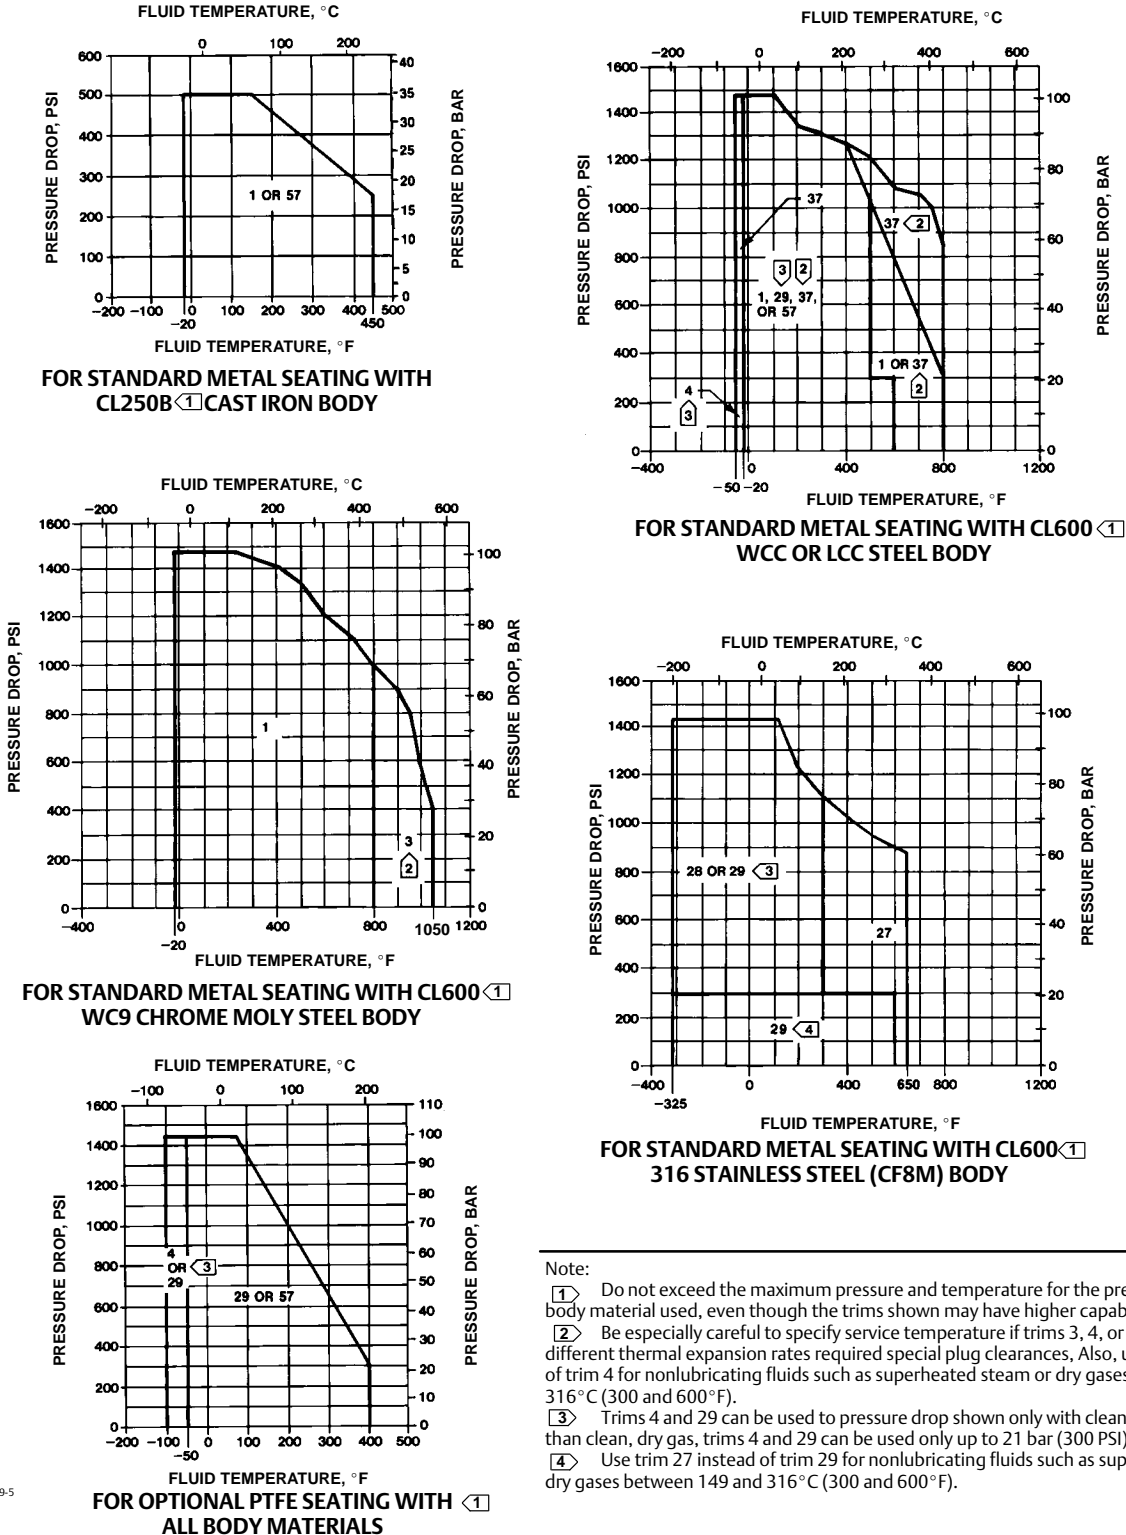 FLUID TEMPERATURE, °C
0 100 200
600 500 400 300 200 100 0
40 35 30 25 20 15 10 5 0
PRESSURE DROP, PSI
PRESSURE DROP, BAR
1 OR 57
−200 −100 0 100 200 300 400 500
−20 450
FLUID TEMPERATURE, °F
FOR STANDARD METAL SEATING WITH
CL250B 1 CAST IRON BODY
FLUID TEMPERATURE, °C
−200 0 200 400 600
1600 1400 1200 1000 800 600 400 200 0
100 80 60 40 20 0
PRESSURE DROP, PSI
PRESSURE DROP, BAR
37
37 2
3 2
1, 29, 37,
OR 57
1 OR 37
2
4
3
−400 0 400 800 1200
−50 −20
FLUID TEMPERATURE, °F
FOR STANDARD METAL SEATING WITH CL600 1
WCC OR LCC STEEL BODY
FLUID TEMPERATURE, °C
−200 0 200 400 600
1600 1400 1200 1000 800 600 400 200 0
100 80 60 40 20 0
PRESSURE DROP, PSI
PRESSURE DROP, BAR
1
3
2
−400 0 400 800 1050 1200
−20
FLUID TEMPERATURE, °F
FOR STANDARD METAL SEATING WITH CL600 1
WC9 CHROME MOLY STEEL BODY
FLUID TEMPERATURE, °C
−200 0 200 400 600
1600 1400 1200 1000 800 600 400 200 0
100 80 60 40 20 0
PRESSURE DROP, PSI
PRESSURE DROP, BAR
28 OR 29 3
27
29 4
−400 0 400 650 800 1200
−325
FLUID TEMPERATURE, °F
FOR STANDARD METAL SEATING WITH CL600 1
316 STAINLESS STEEL (CF8M) BODY
FLUID TEMPERATURE, °C
−100 0 100 200
1600 1400 1200 1000 800 600 400 200 0
110 100 90 80 70 60 50 40 30 20 10 0
PRESSURE DROP, PSI
PRESSURE DROP, BAR
4
OR 3
29
29 OR 57
−200 −100 0 100 200 300 400 500
−50
FLUID TEMPERATURE, °F
FOR OPTIONAL PTFE SEATING WITH 1
ALL BODY MATERIALS
9-5
Note:
1 Do not exceed the maximum pressure and temperature for the
body material used, even though the trims shown may have higher
2 Be especially careful to specify service temperature if trims 3, 4, or
different thermal expansion rates required special plug clearances, Also,
of trim 4 for nonlubricating fluids such as superheated steam or dry gases
316°C (300 and 600°F).
3 Trims 4 and 29 can be used to pressure drop shown only with clean
than clean, dry gas, trims 4 and 29 can be used only up to 21 bar (300 PSI)
4 Use trim 27 instead of trim 29 for nonlubricating fluids such as
dry gases between 149 and 316°C (300 and 600°F).